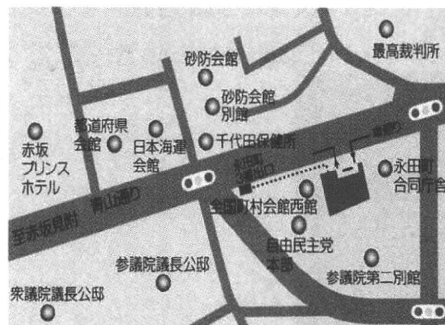 砂防会館
最高裁判所
砂防会館
別館
都道府県
会館
日本海運
会館
千代田保健所
赤坂
プリンス
ホテル
永田町
合同庁舎
全国町村会館西館
至赤坂見附
青山通り
自由民主党
本部
参議院議長公邸
参議院第二別館
衆議院議長公邸